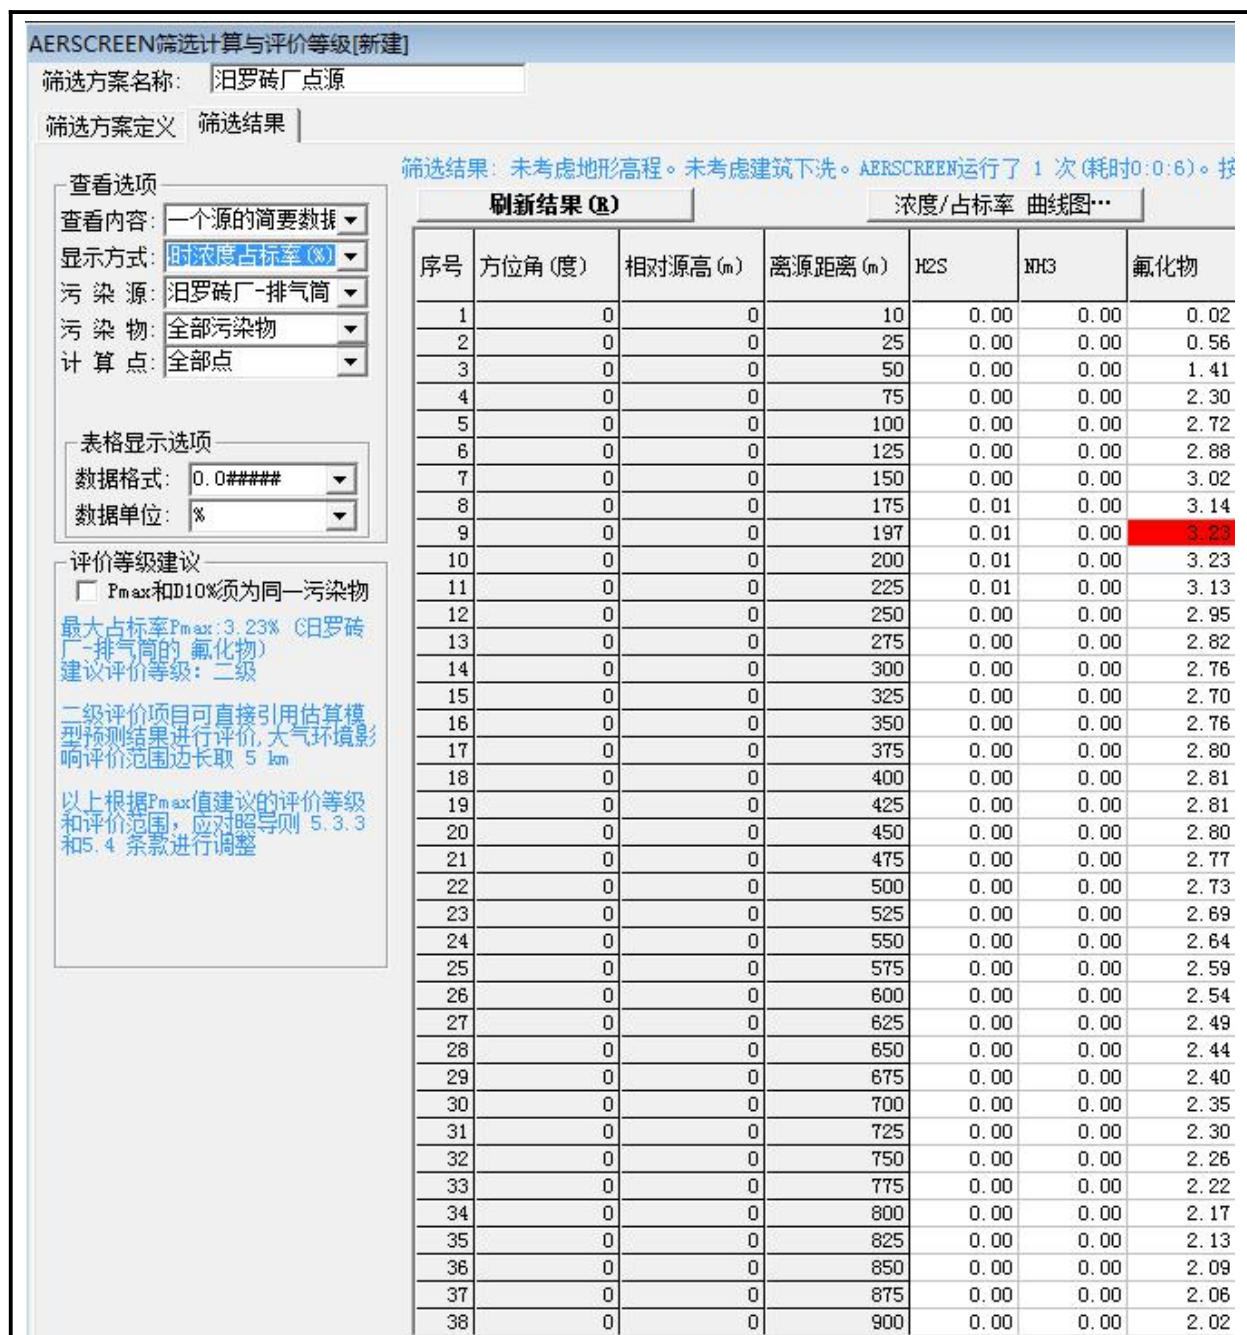 AERSCREEN筛选计算与评价等级[新建]
筛选方案名称： 汨罗砖厂点源
筛选方案定义 筛选结果
筛选结果：未考虑地形高程。未考虑建筑下洗。AERSCREEN运行了 1 次(耗时0:0:6)。按
刷新结果(R) 浓度/占标率 曲线图…
查看选项
查看内容： 一个源的简要数据
显示方式： 时浓度占标率(%)
污 染 源： 汨罗砖厂-排气筒
污 染 物： 全部污染物
计 算 点： 全部点
表格显示选项
数据格式： 0.0#####
数据单位： %
评价等级建议
Pmax和D10%须为同一污染物
最大占标率Pmax:3.23% (汨罗砖
厂-排气筒的 氟化物)
建议评价等级：二级
二级评价项目可直接引用估算模
型预测结果进行评价,大气环境影
响评价范围边长取 5 km
以上根据Pmax值建议的评价等级
和评价范围，应对照导则 5.3.3
和5.4 条款进行调整
序号 方位角(度) 相对源高(m) 离源距离(m) H2S NH3 氟化物
1 0 0 10 0.00 0.00 0.02
2 0 0 25 0.00 0.00 0.56
3 0 0 50 0.00 0.00 1.41
4 0 0 75 0.00 0.00 2.30
5 0 0 100 0.00 0.00 2.72
6 0 0 125 0.00 0.00 2.88
7 0 0 150 0.00 0.00 3.02
8 0 0 175 0.01 0.00 3.14
9 0 0 197 0.01 0.00 3.23
10 0 0 200 0.01 0.00 3.23
11 0 0 225 0.01 0.00 3.13
12 0 0 250 0.00 0.00 2.95
13 0 0 275 0.00 0.00 2.82
14 0 0 300 0.00 0.00 2.76
15 0 0 325 0.00 0.00 2.70
16 0 0 350 0.00 0.00 2.76
17 0 0 375 0.00 0.00 2.80
18 0 0 400 0.00 0.00 2.81
19 0 0 425 0.00 0.00 2.81
20 0 0 450 0.00 0.00 2.80
21 0 0 475 0.00 0.00 2.77
22 0 0 500 0.00 0.00 2.73
23 0 0 525 0.00 0.00 2.69
24 0 0 550 0.00 0.00 2.64
25 0 0 575 0.00 0.00 2.59
26 0 0 600 0.00 0.00 2.54
27 0 0 625 0.00 0.00 2.49
28 0 0 650 0.00 0.00 2.44
29 0 0 675 0.00 0.00 2.40
30 0 0 700 0.00 0.00 2.35
31 0 0 725 0.00 0.00 2.30
32 0 0 750 0.00 0.00 2.26
33 0 0 775 0.00 0.00 2.22
34 0 0 800 0.00 0.00 2.17
35 0 0 825 0.00 0.00 2.13
36 0 0 850 0.00 0.00 2.09
37 0 0 875 0.00 0.00 2.06
38 0 0 900 0.00 0.00 2.02